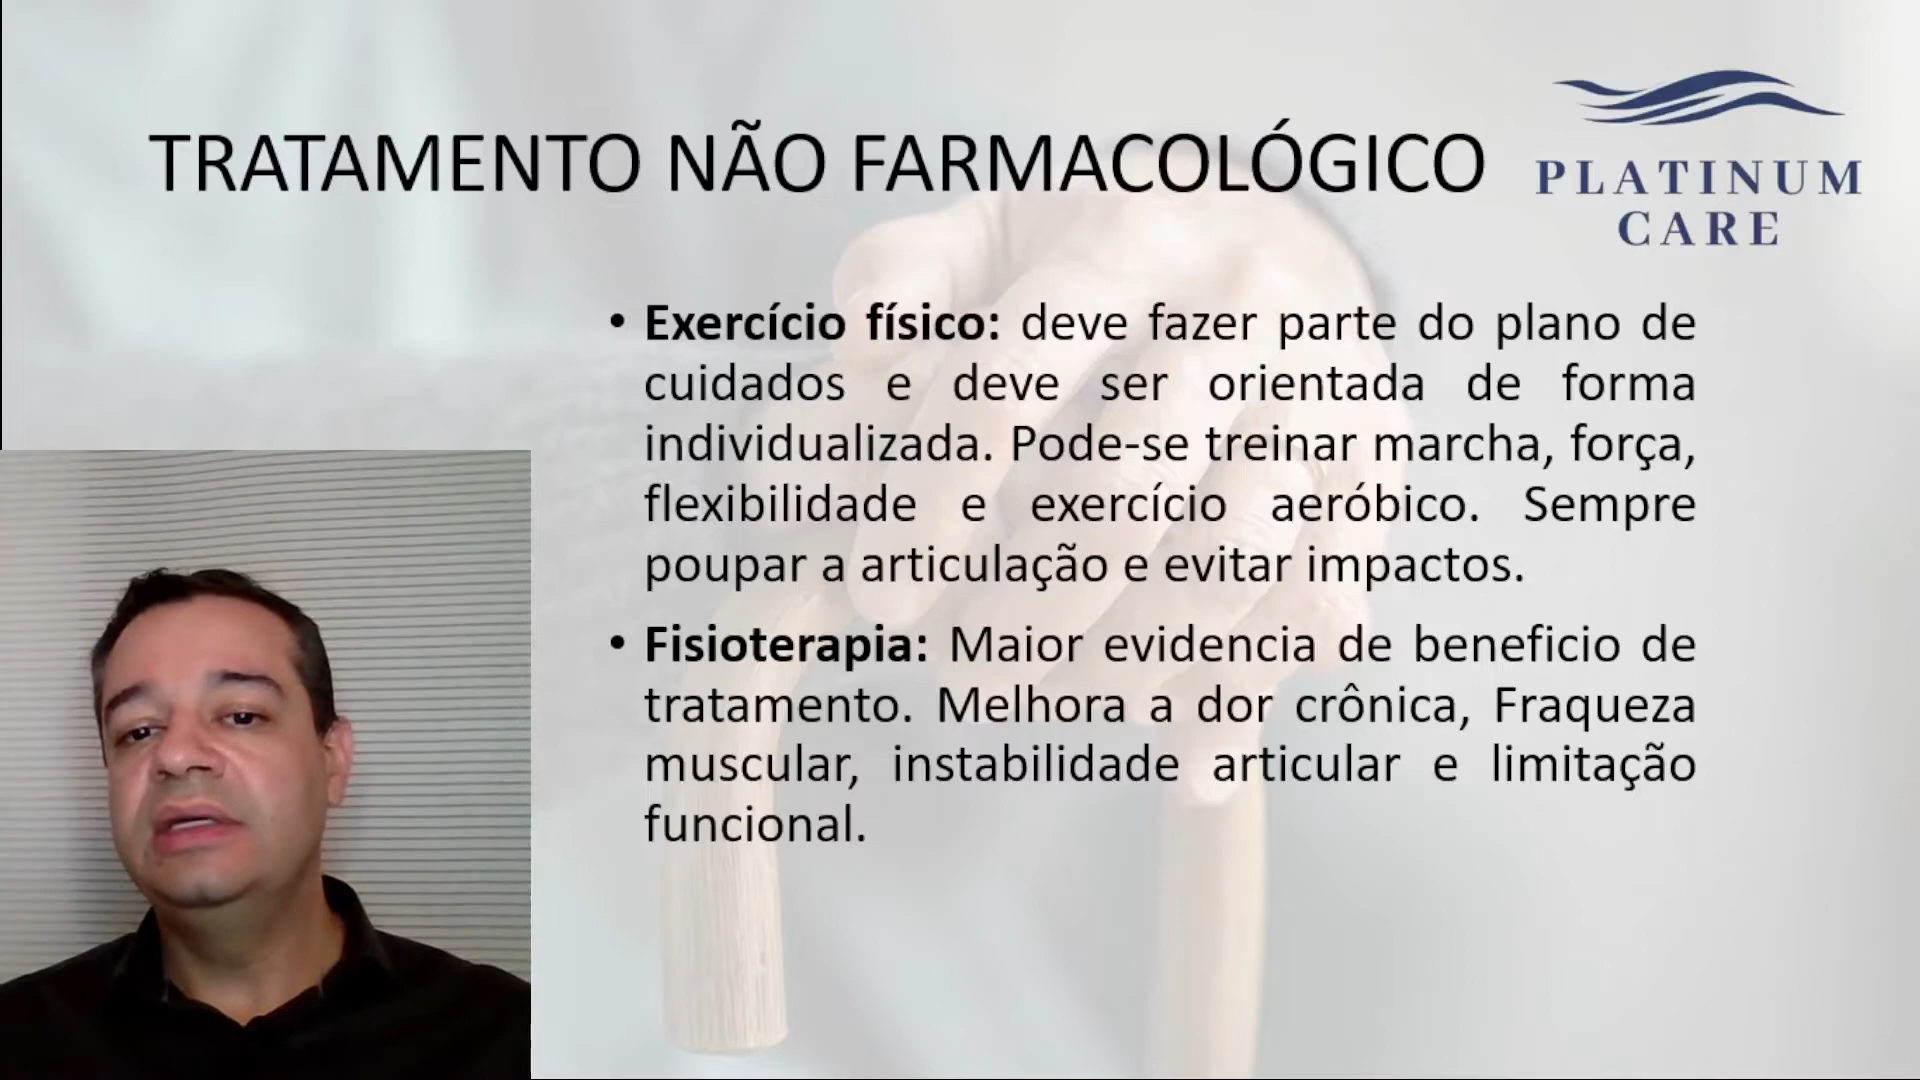 TRATAMENTO NÃO FARMACOLÓGICO
PLATINUM
CARE
• Exercício físico: deve fazer parte do plano de
cuidados e deve ser orientada de forma
individualizada. Pode-se treinar marcha, força,
flexibilidade e exercício aeróbico. Sempre
poupar a articulação e evitar impactos.
• Fisioterapia: Maior evidencia de beneficio de
tratamento. Melhora a dor crônica, Fraqueza
muscular, instabilidade articular e limitação
funcional.